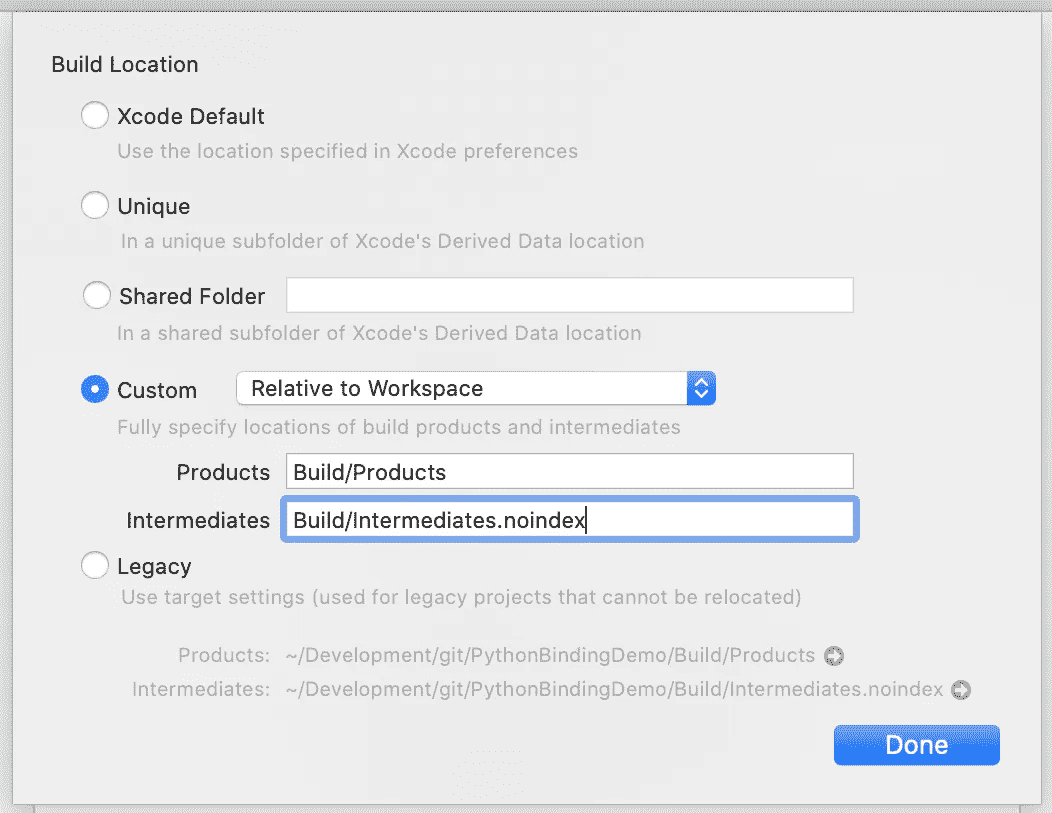 Build Location
Xcode Default
Use the location specified in Xcode preferences
Unique
In a unique subfolder of Xcode's Derived Data location
Shared Folder
In a shared subfolder of Xcode's Derived Data location
Custom Relative to Workspace
Fully specify locations of build products and intermediates
Products Build/Products
Intermediates Build/Intermediates.noindex
Legacy
Use target settings (used for legacy projects that cannot be relocated)
Products: ~/Development/git/PythonBindingDemo/Build/Products
Intermediates: ~/Development/git/PythonBindingDemo/Build/Intermediates.noindex
Done